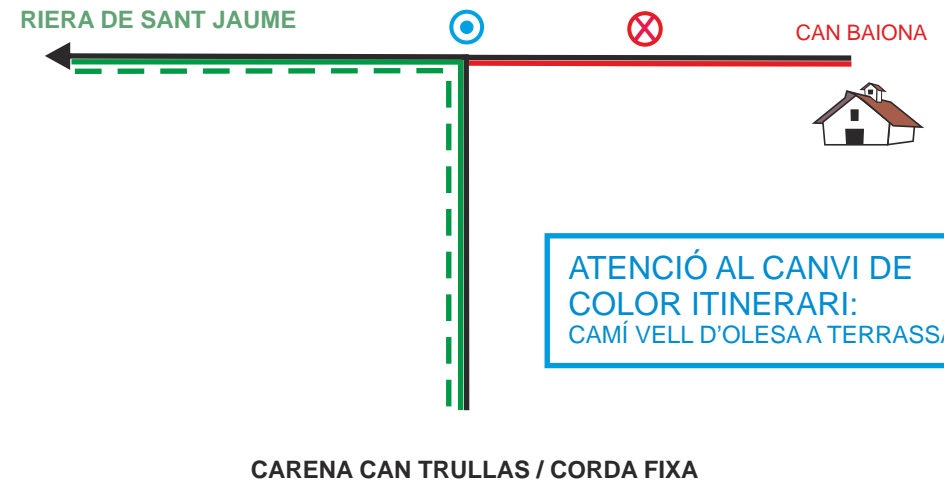 RIERA DE SANT JAUME
CAN BAIONA
ATENCIÓ AL CANVI DE
COLOR ITINERARI:
CAMÍ VELL D'OLESA A TERRASSA
CARENA CAN TRULLAS / CORDA FIXA